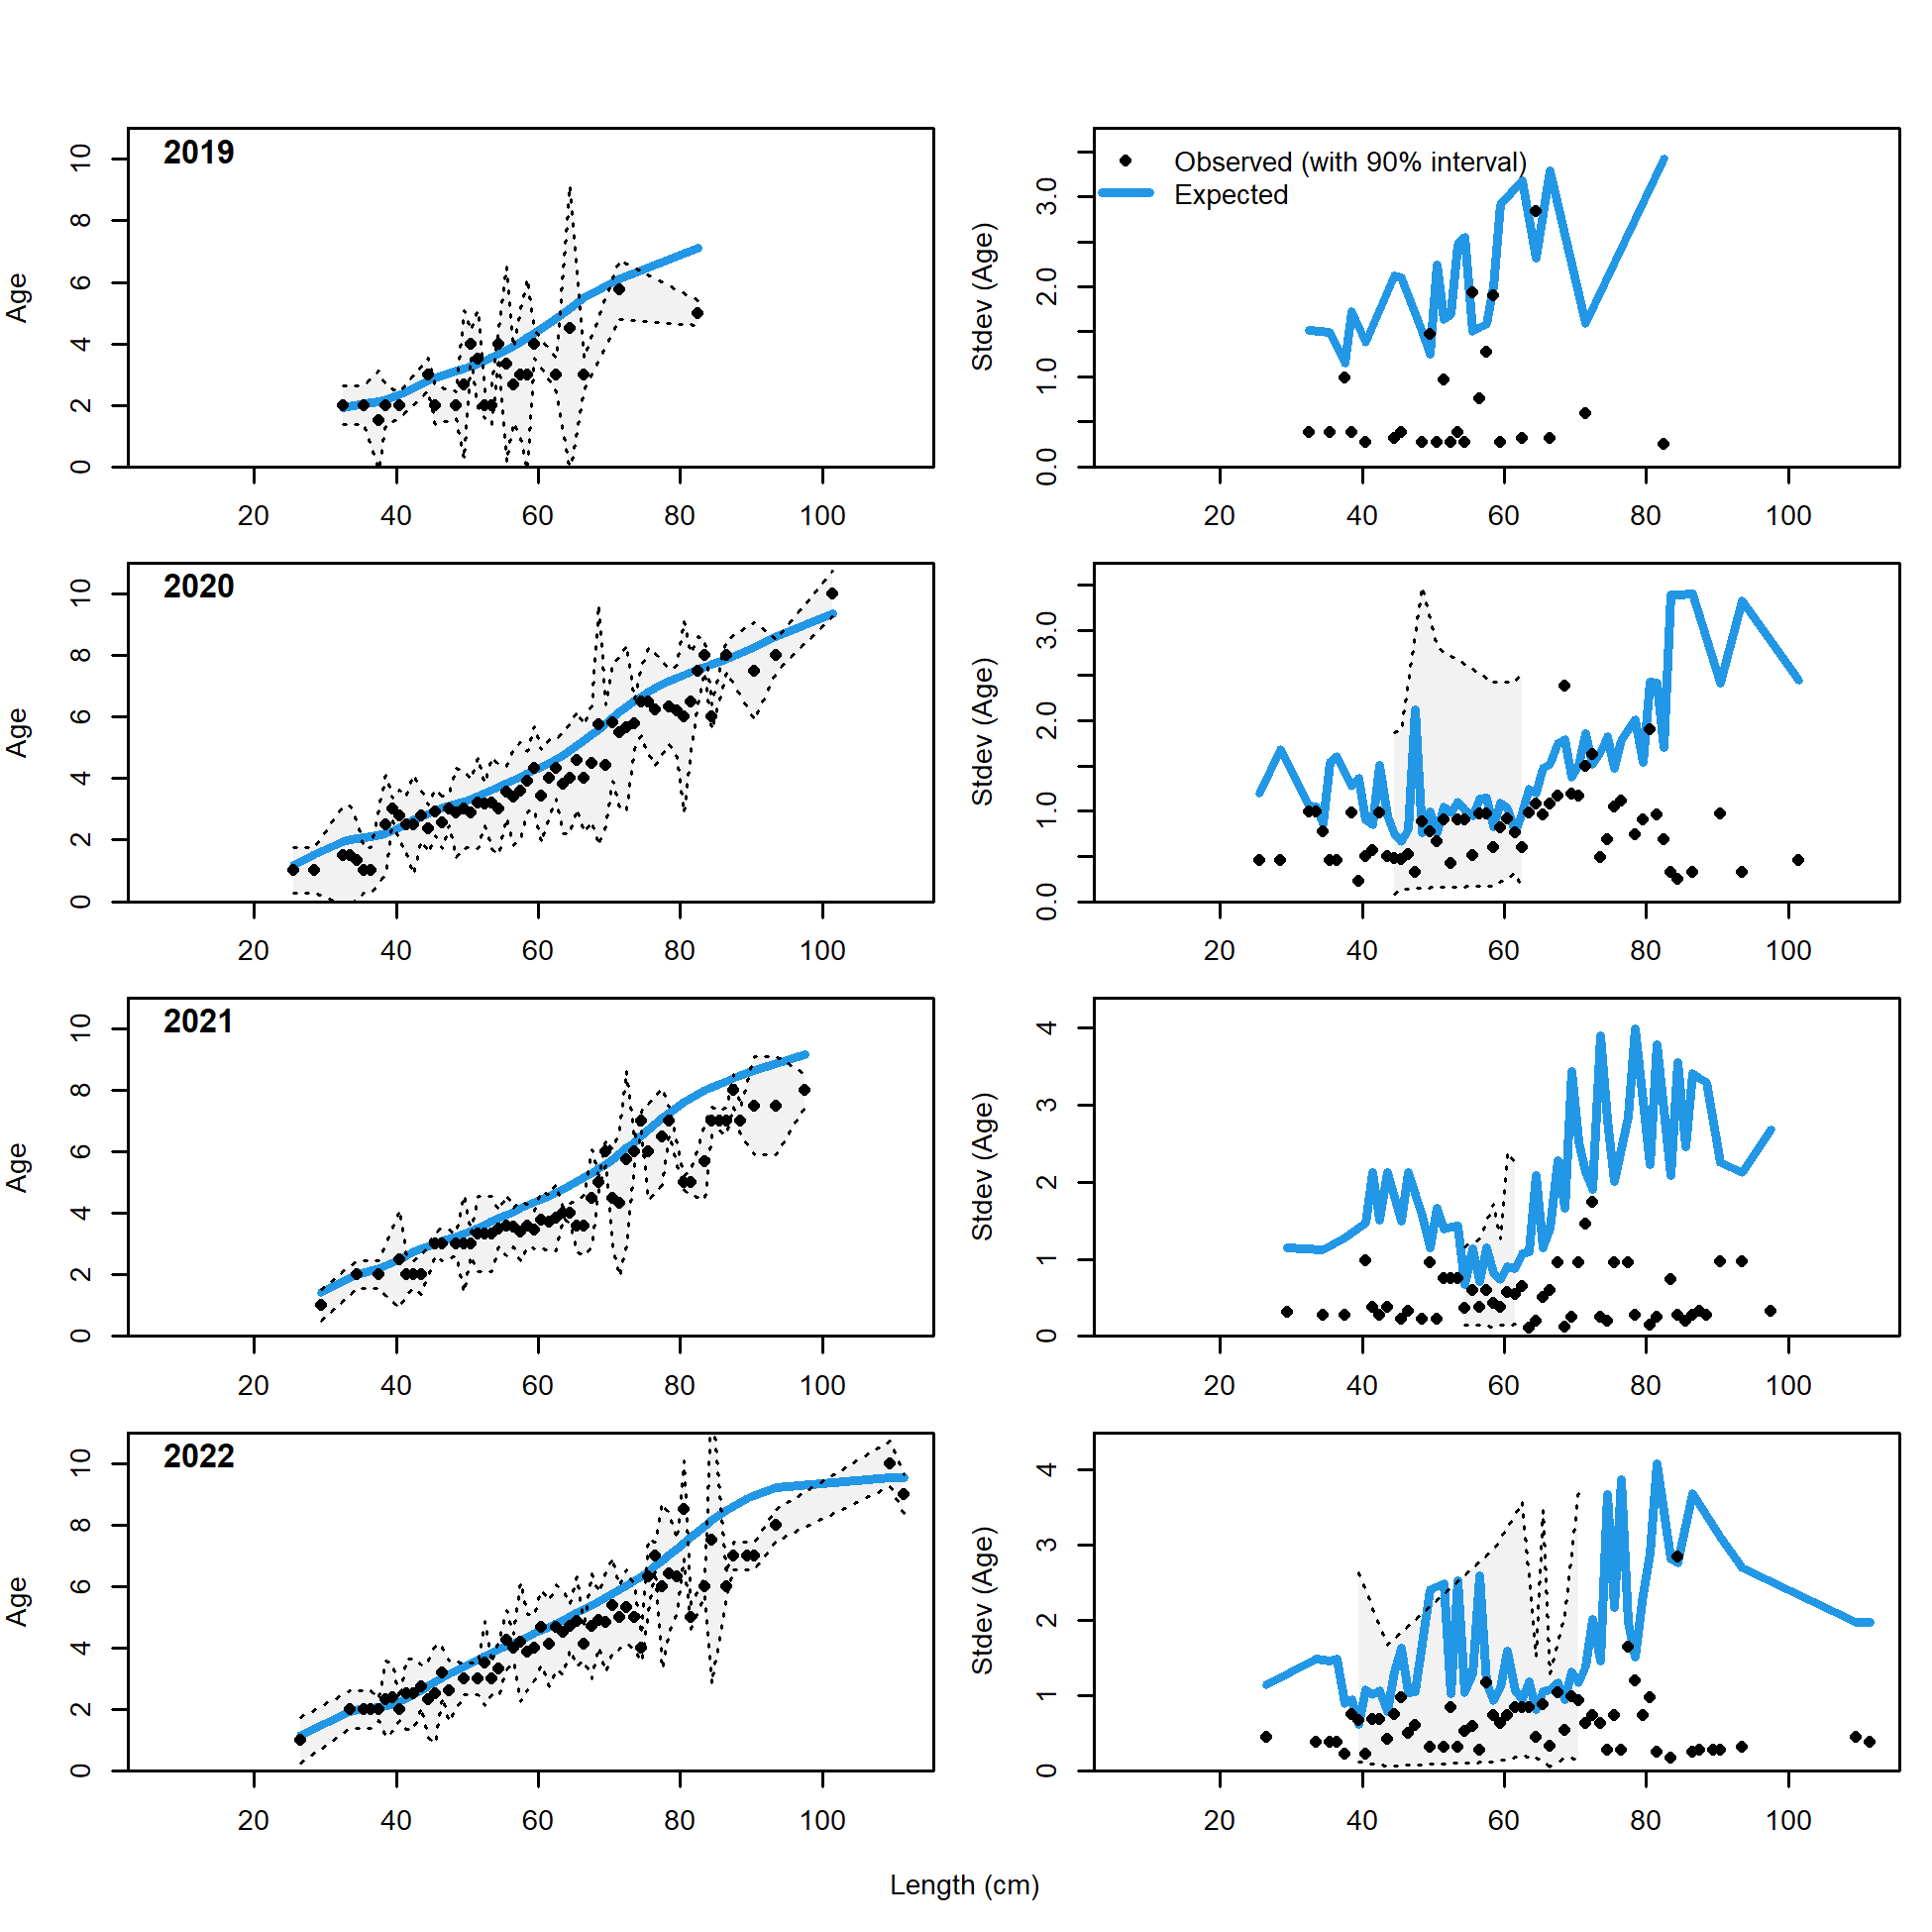 2019
Age
0 2 4 6 8 10
20 40 60 80 100
Observed (with 90% interval)
Expected
Stdev (Age)
0.0 1.0 2.0 3.0
20 40 60 80 100
2020
Age
0 2 4 6 8 10
20 40 60 80 100
Stdev (Age)
0.0 1.0 2.0 3.0
20 40 60 80 100
2021
Age
0 2 4 6 8 10
20 40 60 80 100
Stdev (Age)
0 1 2 3 4
20 40 60 80 100
2022
Age
0 2 4 6 8 10
20 40 60 80 100
Stdev (Age)
0 1 2 3 4
20 40 60 80 100
Length (cm)